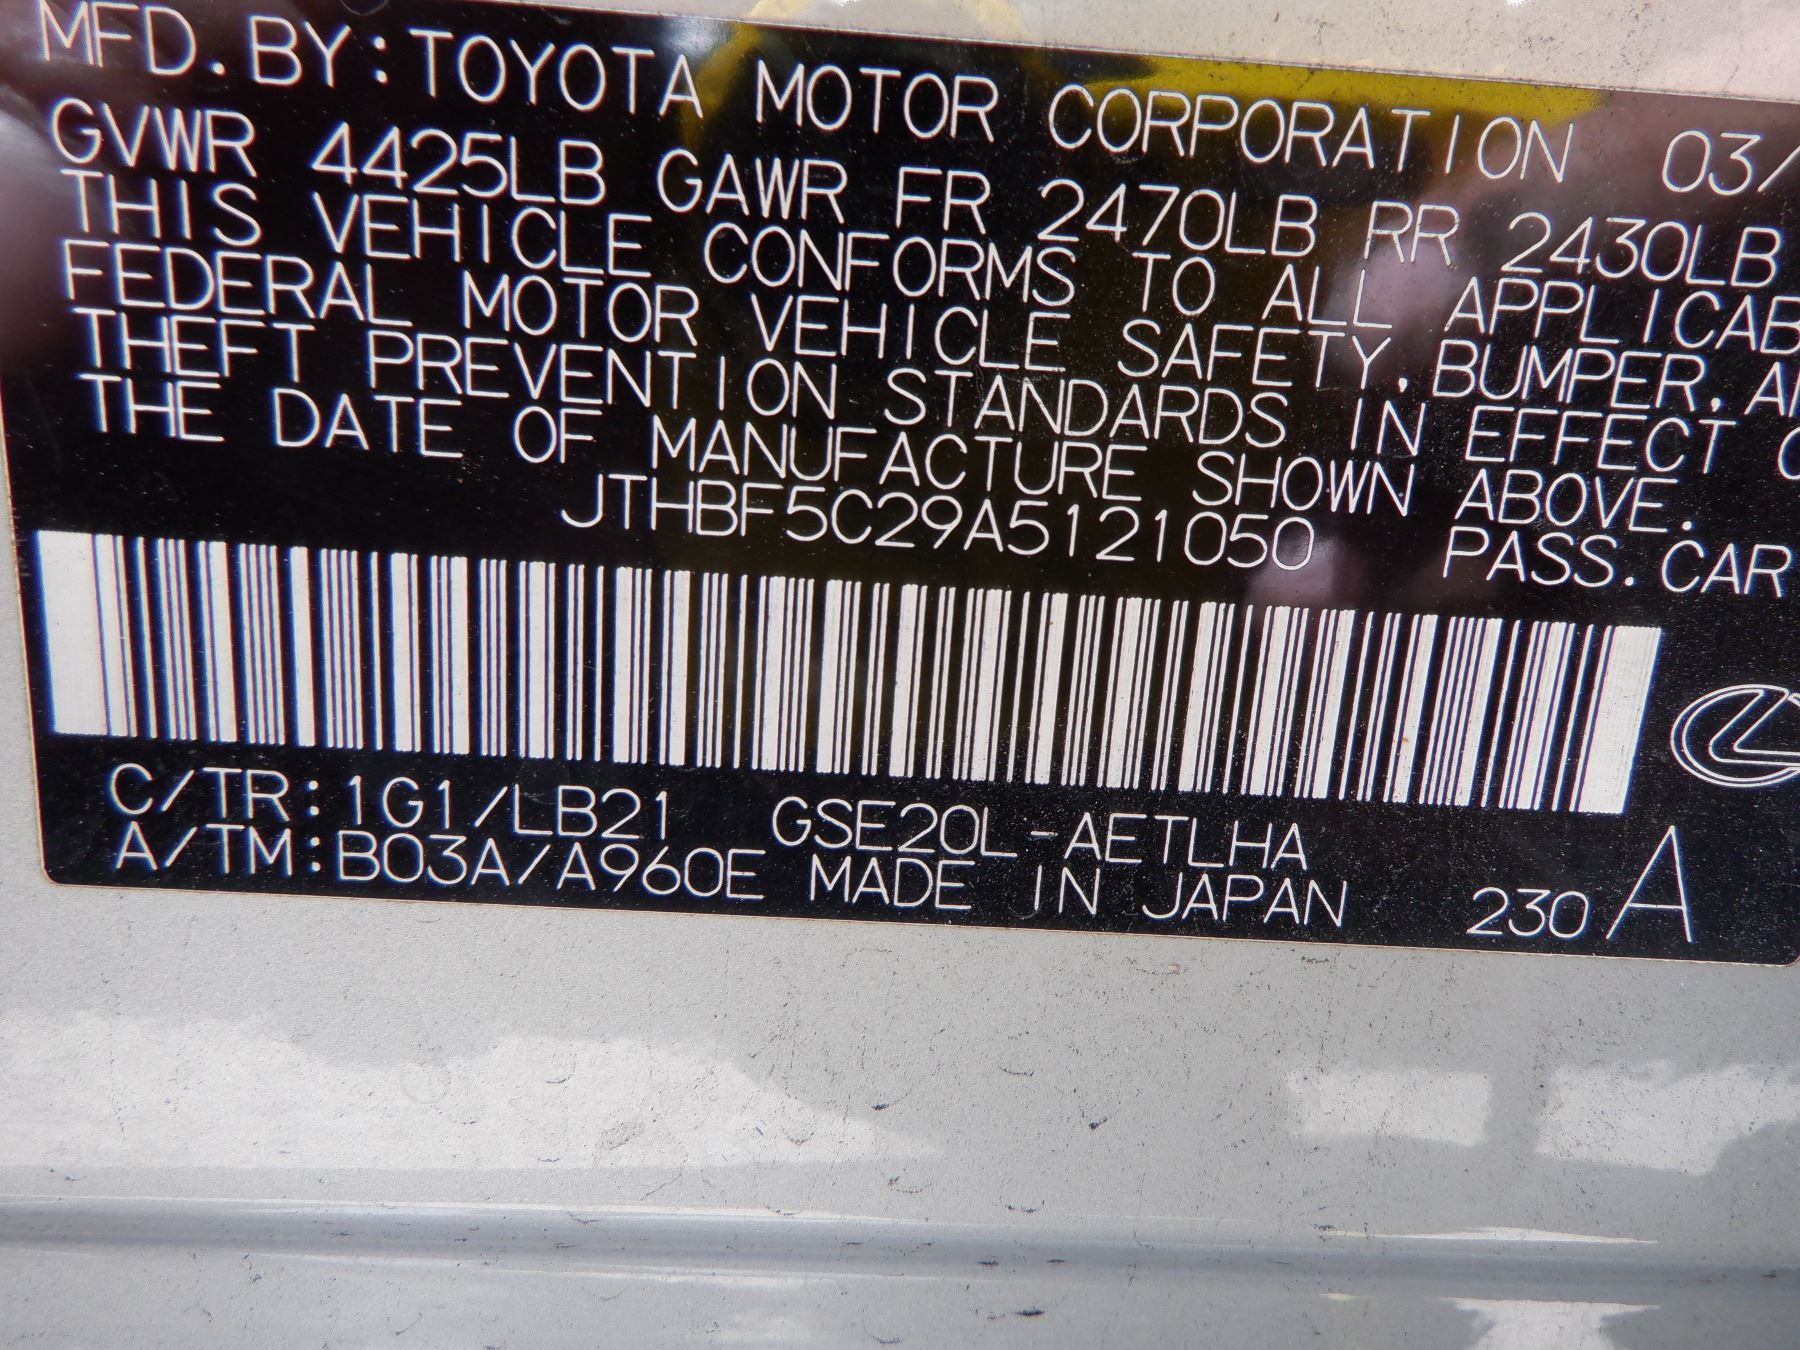 MFD. BY: TOYOTA MOTOR CORPORATION 03/
GVWR 4425LB GAWR FR 2470LB RR 2430LB
THIS VEHICLE CONFORMS TO ALL APPLICAB
FEDERAL MOTOR VEHICLE SAFETY, BUMPER, AN
THEFT PREVENTION STANDARDS IN EFFECT O
THE DATE OF MANUFACTURE SHOWN ABOVE.
JTHBF5C29A5121050 PASS. CAR
C/TR: 1G1/LB21 GSE20L-AETLHA
A/TM: B03A/A960E MADE IN JAPAN 230 A